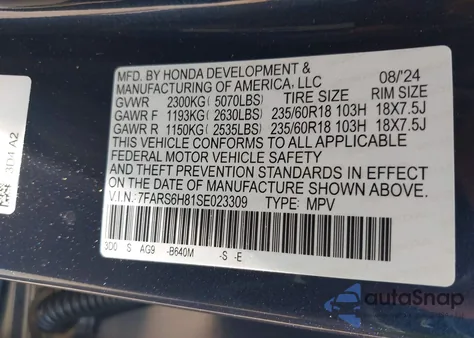 MFD. BY HONDA DEVELOPMENT &
MANUFACTURING OF AMERICA, LLC 08/'24
GVWR 2300KG ( 5070LBS) TIRE SIZE RIM SIZE
GAWR F 1193KG ( 2630LBS) 235/60R18 103H 18X7.5J
GAWR R 1150KG ( 2535LBS) 235/60R18 103H 18X7.5J
THIS VEHICLE CONFORMS TO ALL APPLICABLE
FEDERAL MOTOR VEHICLE SAFETY
AND THEFT PREVENTION STANDARDS IN EFFECT ON
THE DATE OF MANUFACTURE SHOWN ABOVE.
V.I.N.: 7FARS6H81SE023309 TYPE: MPV
3D0 S AG9 -B640M -S -E
3D4 A2
autoSnap